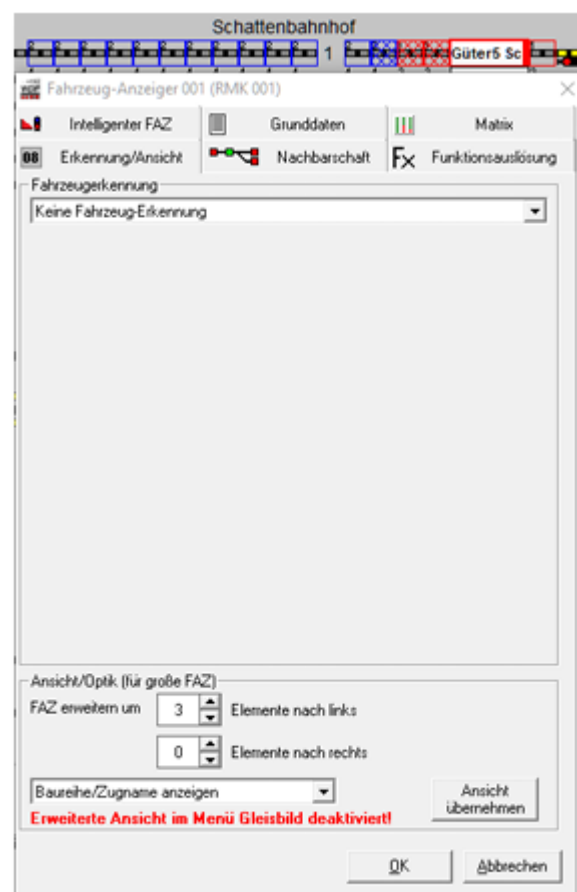 Schattenbahnhof
1 Güter5 Sc
Fahrzeug-Anzeiger 001 (RMK 001)
Intelligenter FAZ Grunddaten Matrix
08 Erkennung/Ansicht Nachbarschaft Fx Funktionsauslösung
Fahrzeugerkennung
Keine Fahrzeug-Erkennung
Ansicht/Optik (für große FAZ)
FAZ erweitern um 3 Elemente nach links
0 Elemente nach rechts
Baureihe/Zugname anzeigen Ansicht übernehmen
Erweiterte Ansicht im Menü Gleisbild deaktiviert!
OK Abbrechen